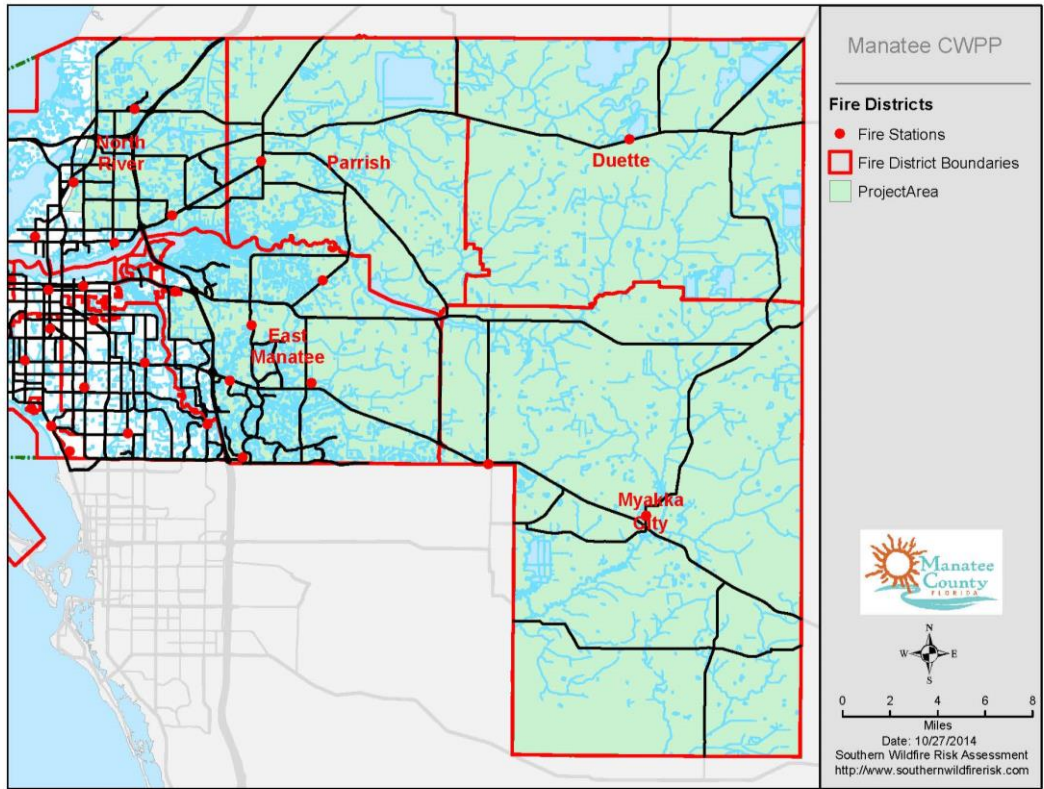 North
River
Parrish
Duette
East
Manatee
Myakka
City
Manatee CWPP
Fire Districts
Fire Stations
Fire District Boundaries
ProjectArea
Manatee
County
FLORIDA
N
W E
S
0 2 4 6 8
Miles
Date: 10/27/2014
Southern Wildfire Risk Assessment
http://www.southernwildfirerisk.com